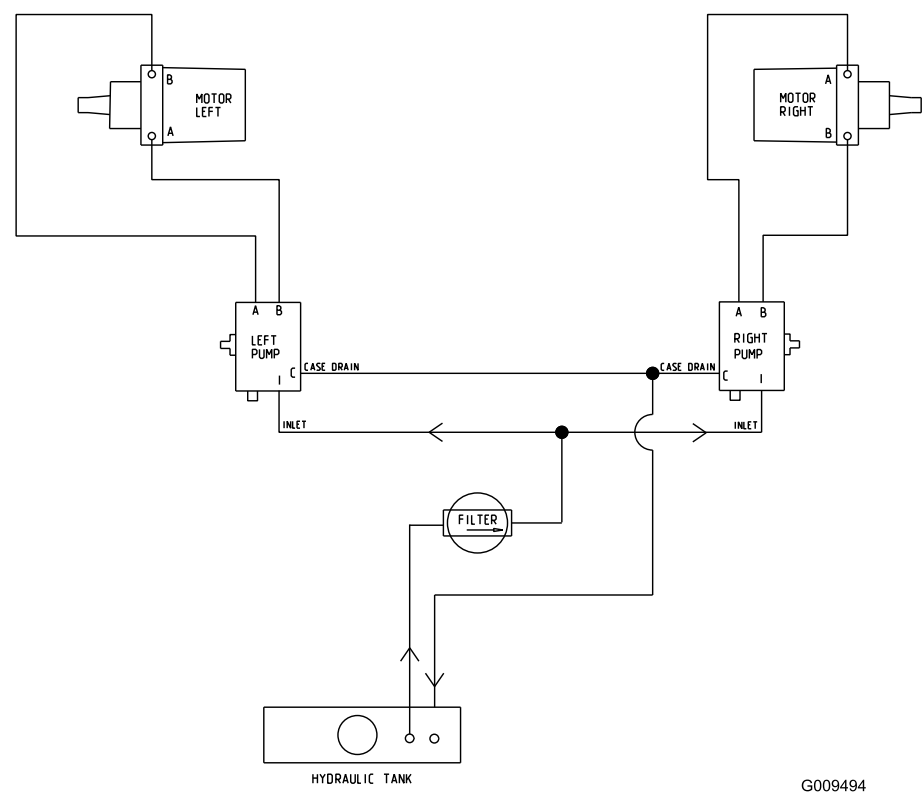 B
MOTOR
LEFT
A
A
MOTOR
RIGHT
B
A B
LEFT
PUMP
C
I
CASE DRAIN
INLET
A B
RIGHT
PUMP
C
I
CASE DRAIN
INLET
FILTER
HYDRAULIC TANK
G009494